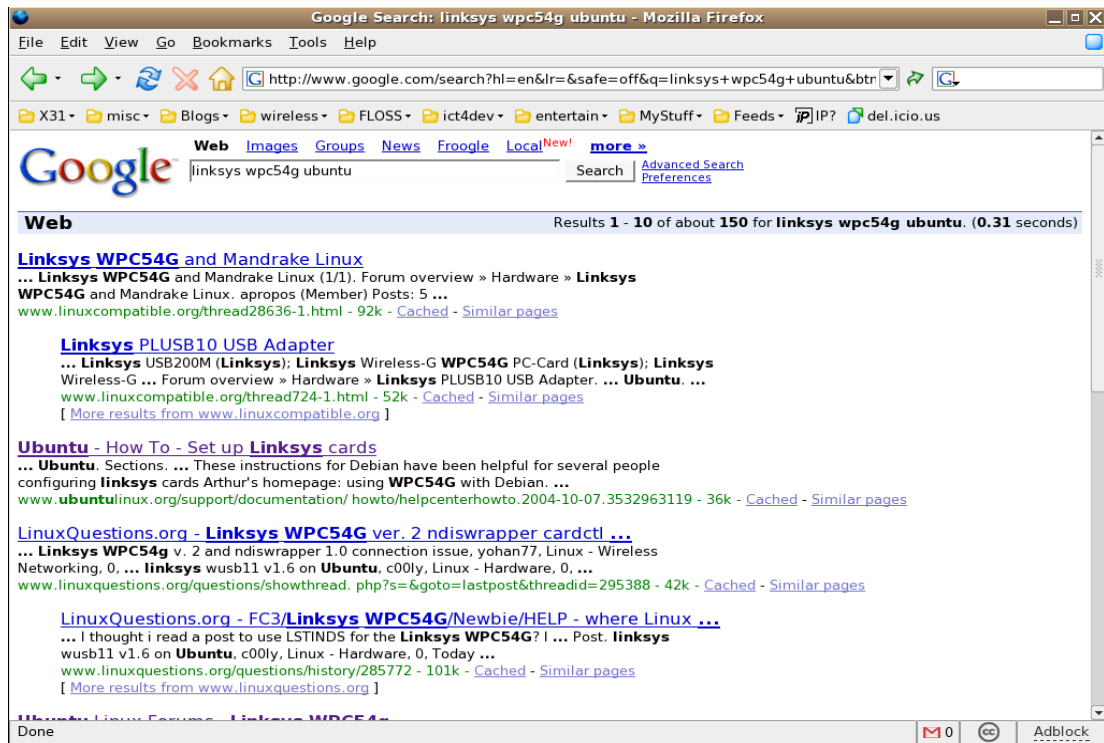 Google Search: linksys wpc54g ubuntu - Mozilla Firefox
File Edit View Go Bookmarks Tools Help
G http://www.google.com/search?hl=en&lr=&safe=off&q=linksys+wpc54g+ubuntu&btr G
X31 misc Blogs wireless FLOSS ict4dev entertain MyStuff Feeds IP IP? del.icio.us
Google™
Web Images Groups News Froogle Local New! more »
linksys wpc54g ubuntu Search Advanced Search
Preferences
Web Results 1 - 10 of about 150 for linksys wpc54g ubuntu. (0.31 seconds)
Linksys WPC54G and Mandrake Linux
... Linksys WPC54G and Mandrake Linux (1/1). Forum overview » Hardware » Linksys
WPC54G and Mandrake Linux. apropos (Member) Posts: 5 ...
www.linuxcompatible.org/thread28636-1.html - 92k - Cached - Similar pages
Linksys PLUSB10 USB Adapter
... Linksys USB200M (Linksys); Linksys Wireless-G WPC54G PC-Card (Linksys); Linksys
Wireless-G ... Forum overview » Hardware » Linksys PLUSB10 USB Adapter. ... Ubuntu. ...
www.linuxcompatible.org/thread724-1.html - 52k - Cached - Similar pages
[ More results from www.linuxcompatible.org ]
Ubuntu - How To - Set up Linksys cards
... Ubuntu. Sections. ... These instructions for Debian have been helpful for several people
configuring linksys cards Arthur's homepage: using WPC54G with Debian. ...
www.ubuntulinux.org/support/documentation/ howto/helpcenterhowto.2004-10-07.3532963119 - 36k - Cached - Similar pages
LinuxQuestions.org - Linksys WPC54G ver. 2 ndiswrapper cardctl ...
... Linksys WPC54g v. 2 and ndiswrapper 1.0 connection issue, yohan77, Linux - Wireless
Networking, 0, ... linksys wusb11 v1.6 on Ubuntu, c00ly, Linux - Hardware, 0, ...
www.linuxquestions.org/questions/showthread. php?s=&goto=lastpost&threadid=295388 - 42k - Cached - Similar pages
LinuxQuestions.org - FC3/Linksys WPC54G/Newbie/HELP - where Linux ...
... I thought i read a post to use LSTINDS for the Linksys WPC54G? I ... Post. linksys
wusb11 v1.6 on Ubuntu, c00ly, Linux - Hardware, 0, Today ...
www.linuxquestions.org/questions/history/285772 - 101k - Cached - Similar pages
[ More results from www.linuxquestions.org ]
Ubuntu Linux Forums - Linksys WPC54g
Done M 0 cc Adblock